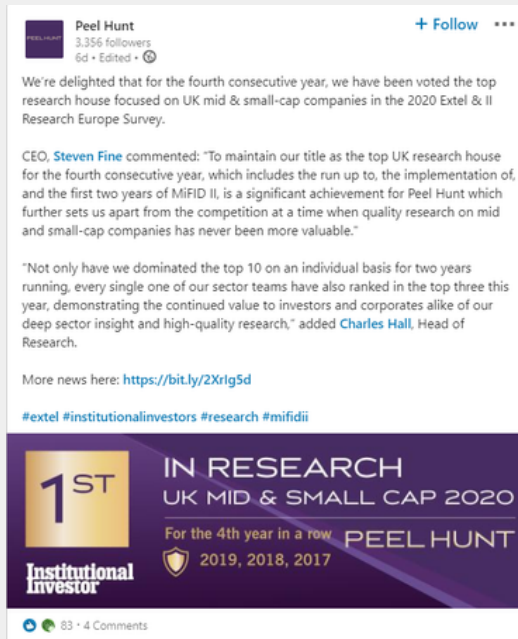 PEEL HUNT
Peel Hunt
+ Follow
3.356 followers
6d • Edited •
We're delighted that for the fourth consecutive year, we have been voted the top
research house focused on UK mid & small-cap companies in the 2020 Extel & II
Research Europe Survey.
CEO, Steven Fine commented: "To maintain our title as the top UK research house
for the fourth consecutive year, which includes the run up to, the implementation of,
and the first two years of MiFID II, is a significant achievement for Peel Hunt which
further sets us apart from the competition at a time when quality research on mid
and small-cap companies has never been more valuable."
"Not only have we dominated the top 10 on an individual basis for two years
running, every single one of our sector teams have also ranked in the top three this
year, demonstrating the continued value to investors and corporates alike of our
deep sector insight and high-quality research," added Charles Hall, Head of
Research.
More news here: https://bit.ly/2XrIg5d
#extel #institutionalinvestors #research #mifidii
1ST
IN RESEARCH
UK MID & SMALL CAP 2020
For the 4th year in a row
2019, 2018, 2017
PEEL HUNT
Institutional
Investor
83 • 4 Comments